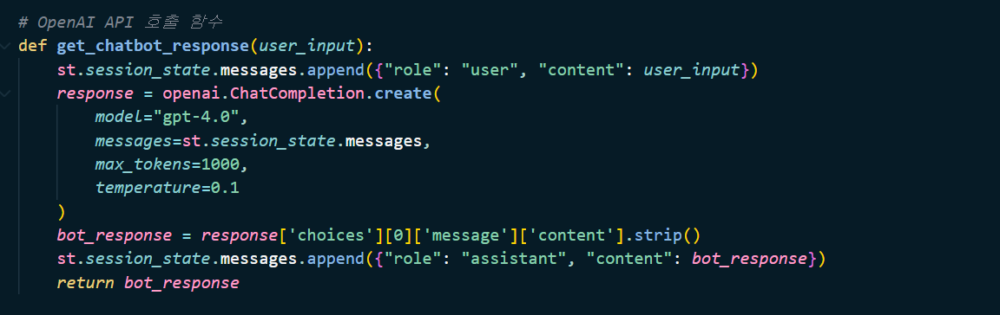 # OpenAI API 호출 함수
def get_chatbot_response(user_input):
    st.session_state.messages.append({"role": "user", "content": user_input})
    response = openai.ChatCompletion.create(
        model="gpt-4.0",
        messages=st.session_state.messages,
        max_tokens=1000,
        temperature=0.1
    )
    bot_response = response['choices'][0]['message']['content'].strip()
    st.session_state.messages.append({"role": "assistant", "content": bot_response})
    return bot_response